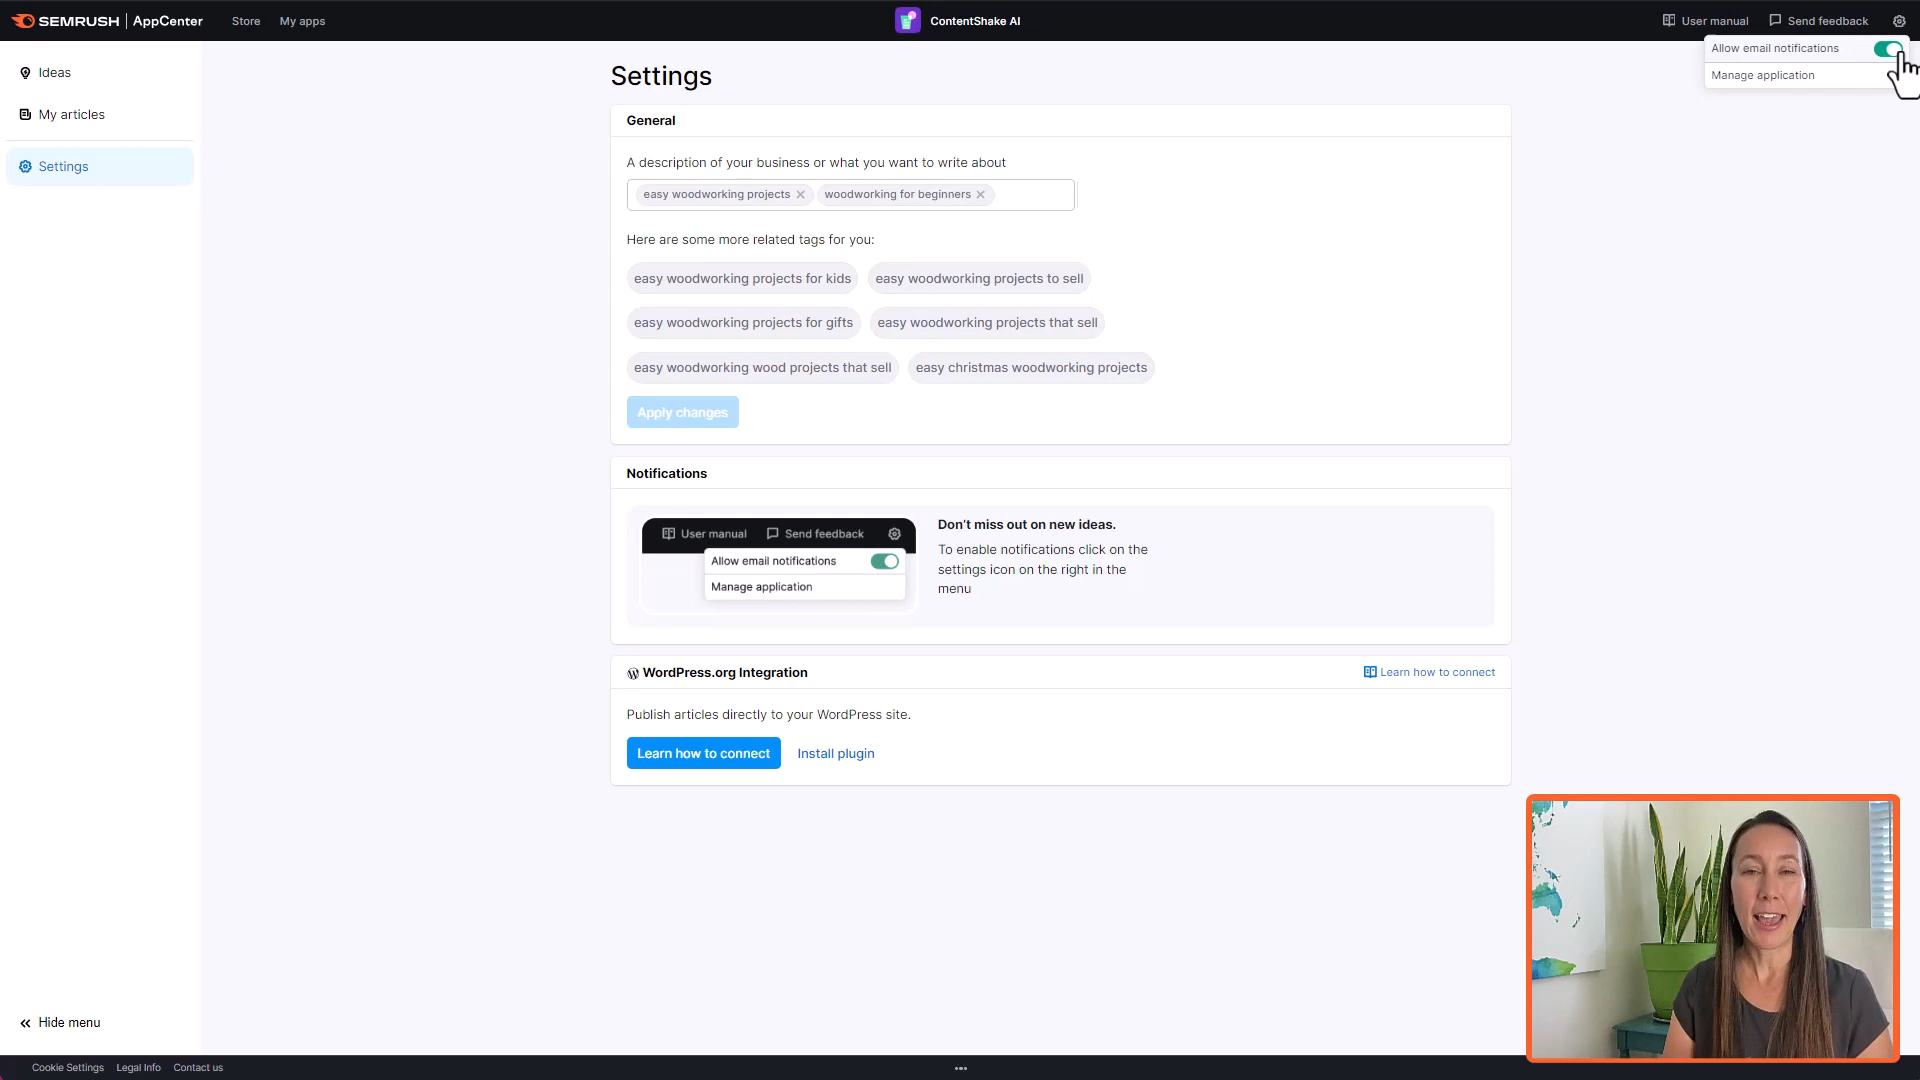 SEMRUSH AppCenter Store My apps ContentShake AI User manual Send feedback
Allow email notifications
Manage application
Ideas
My articles
Settings
Hide menu
Settings
General
A description of your business or what you want to write about
easy woodworking projects woodworking for beginners
Here are some more related tags for you:
easy woodworking projects for kids easy woodworking projects to sell
easy woodworking projects for gifts easy woodworking projects that sell
easy woodworking wood projects that sell easy christmas woodworking projects
Apply changes
Notifications
User manual Send feedback
Allow email notifications
Manage application
Don't miss out on new ideas.
To enable notifications click on the
settings icon on the right in the
menu
WordPress.org Integration Learn how to connect
Publish articles directly to your WordPress site.
Learn how to connect Install plugin
Cookie Settings Legal Info Contact us